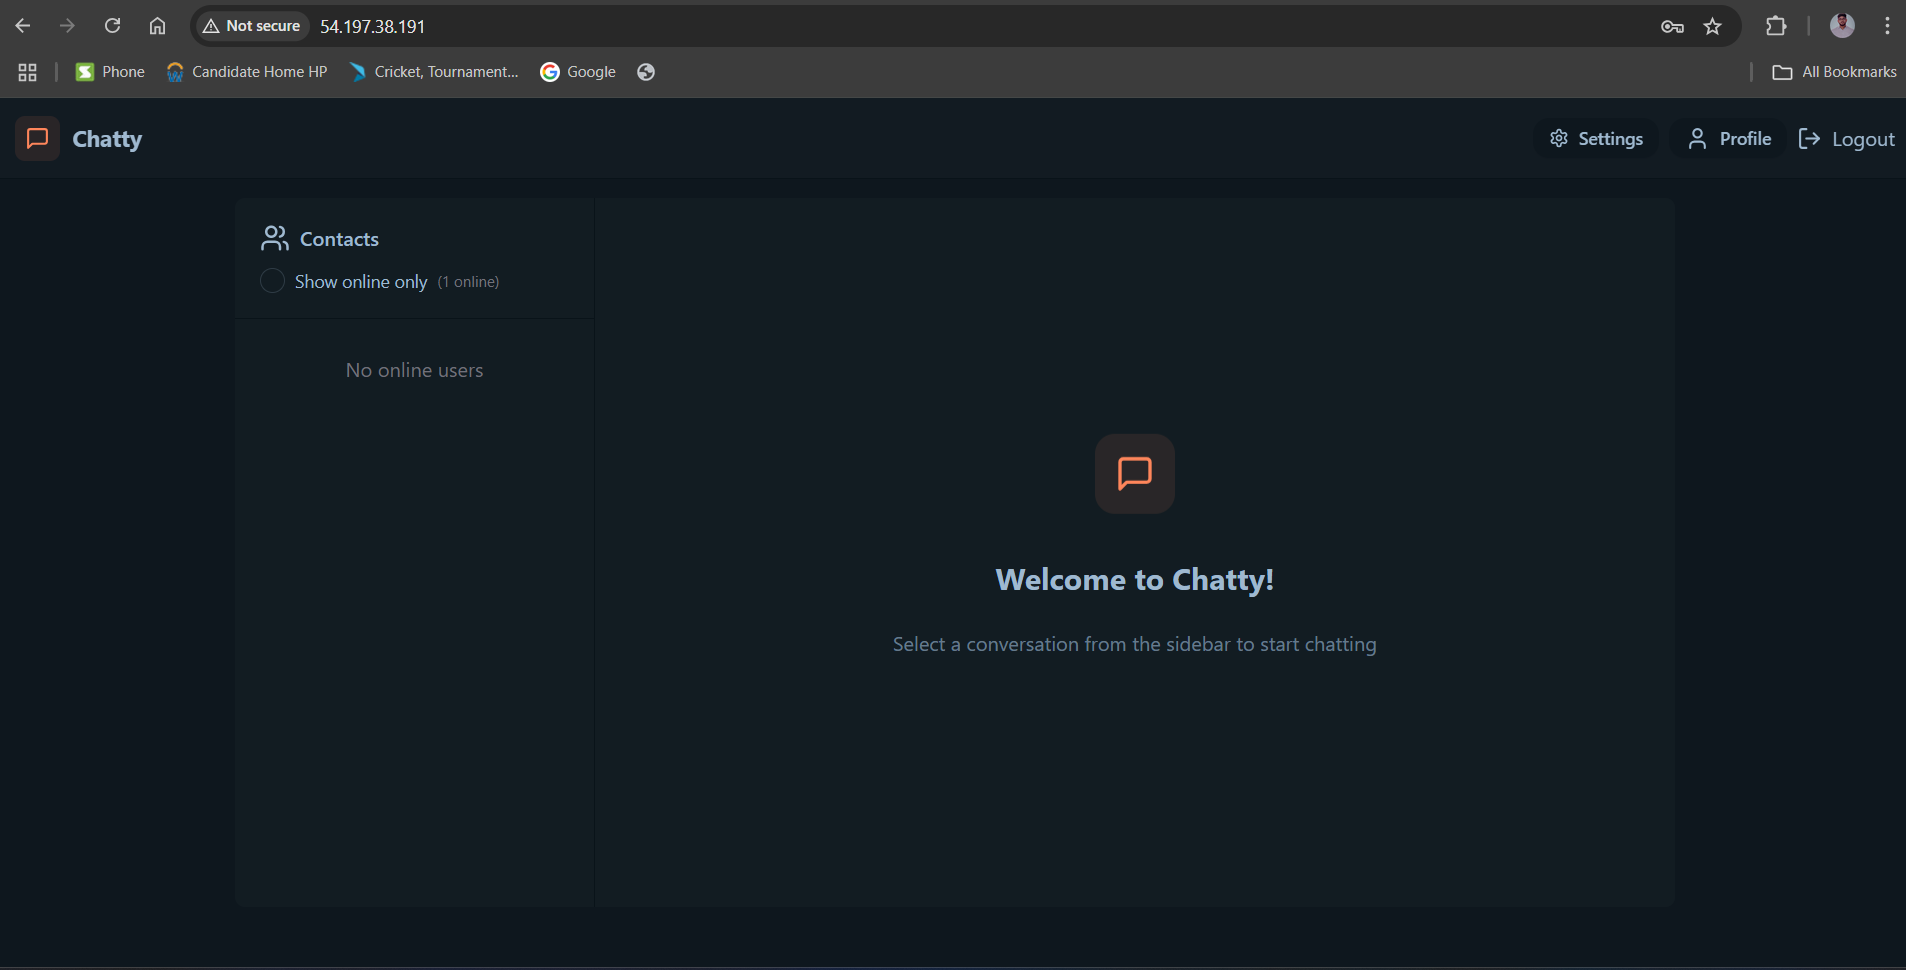 Not secure 54.197.38.191
Phone Candidate Home HP Cricket, Tournament... Google All Bookmarks
Chatty Settings Profile Logout
Contacts
Show online only (1 online)
No online users
Welcome to Chatty!
Select a conversation from the sidebar to start chatting